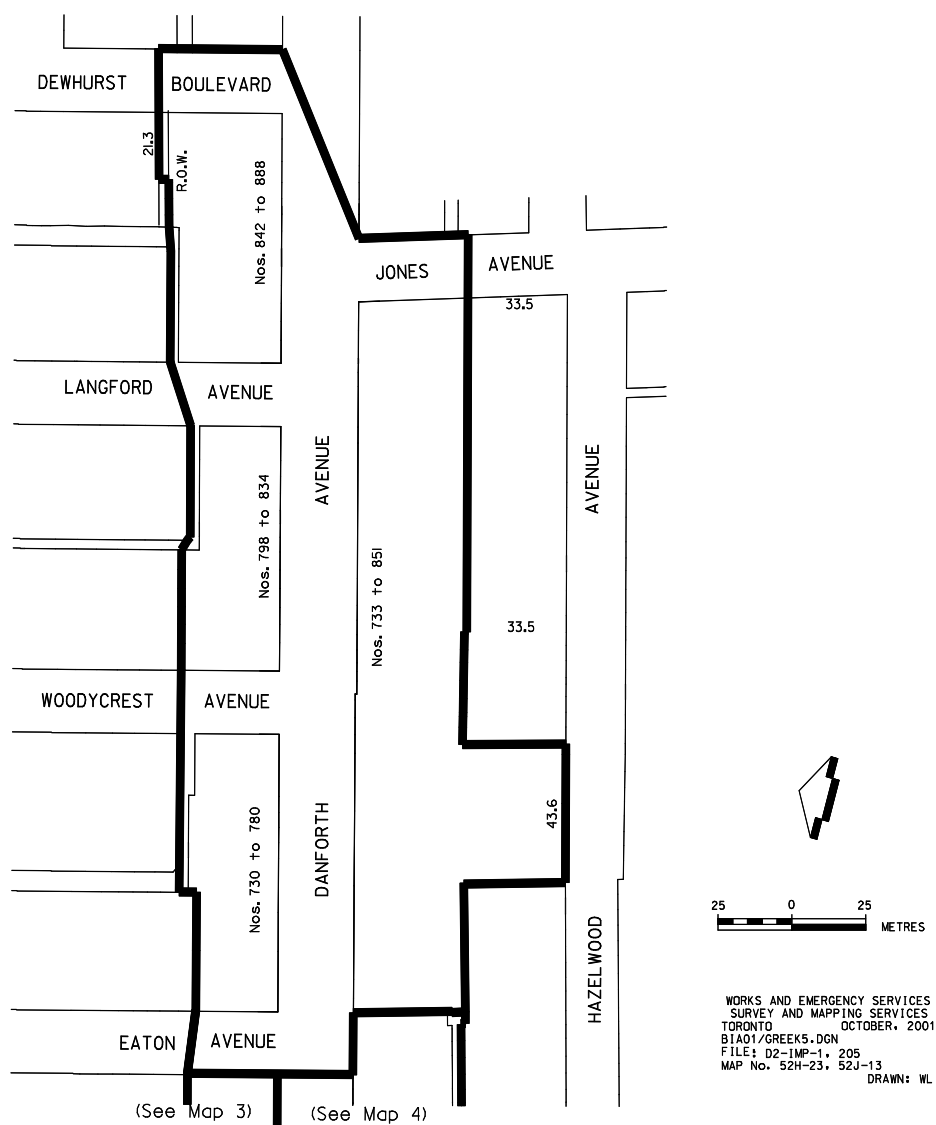 DEWHURST BOULEVARD
21.3
R.O.W.
Nos. 842 to 888
JONES AVENUE
33.5
LANGFORD AVENUE
AVENUE
AVENUE
Nos. 798 to 834
Nos. 733 to 851
33.5
WOODYCREST AVENUE
43.6
Nos. 730 to 780
DANFORTH
HAZELWOOD
25 0 25
METRES
EATON AVENUE
(See Map 3) (See Map 4)
WORKS AND EMERGENCY SERVICES
SURVEY AND MAPPING SERVICES
TORONTO OCTOBER, 2001
BIA01/GREEK5.DGN
FILE: D2-IMP-1, 205
MAP No. 52H-23, 52J-13
DRAWN: WL